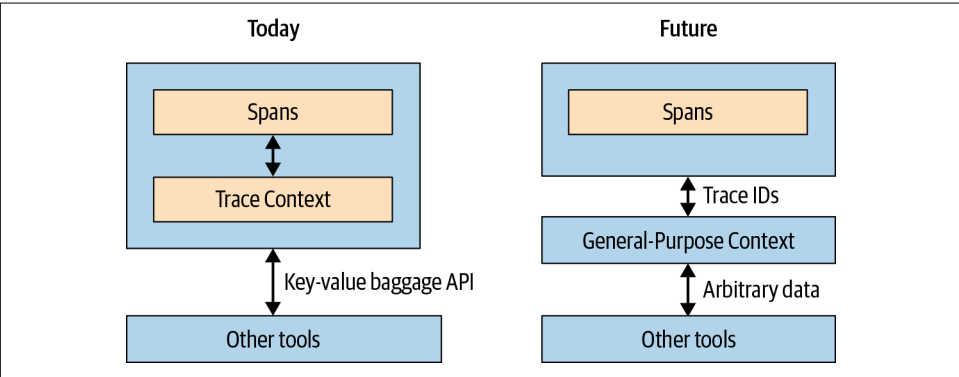 Today
Spans
Trace Context
Key-value baggage API
Other tools
Future
Spans
Trace IDs
General-Purpose Context
Arbitrary data
Other tools